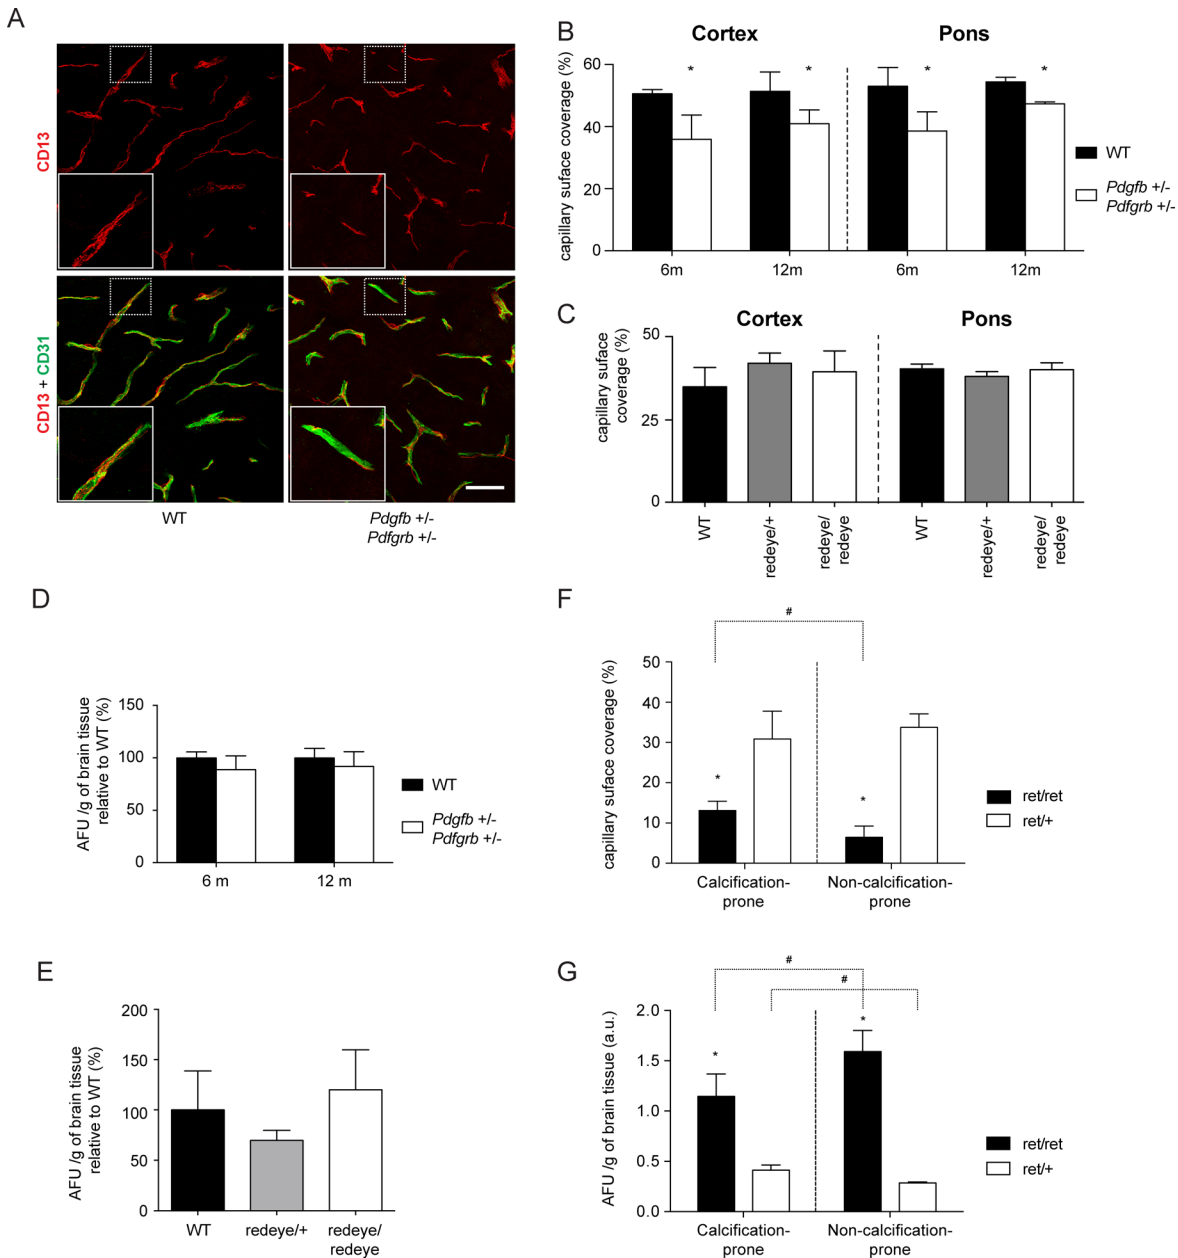 A
CD13
CD13 + CD31
WT
Pdgfb +/-
Pdfgrb +/-
B
Cortex
Pons
capillary suface coverage (%)
60
40
20
0
*
*
*
*
6m
12m
6m
12m
WT
Pdgfb +/-
Pdfgrb +/-
C
Cortex
Pons
capillary suface
coverage (%)
50
25
0
WT
redeye/+
redeye/
redeye
WT
redeye/+
redeye/
redeye
D
AFU /g of brain tissue
relative to WT (%)
150
100
50
0
6 m
12 m
WT
Pdgfb +/-
Pdfgrb +/-
F
#
capillary suface coverage (%)
50
40
30
20
10
0
*
*
Calcification-
prone
Non-calcification-
prone
ret/ret
ret/+
E
AFU /g of brain tissue
relative to WT (%)
200
150
100
50
0
WT
redeye/+
redeye/
redeye
G
#
#
AFU /g of brain tissue (a.u.)
2.0
1.5
1.0
0.5
0.0
*
*
Calcification-
prone
Non-calcification-
prone
ret/ret
ret/+